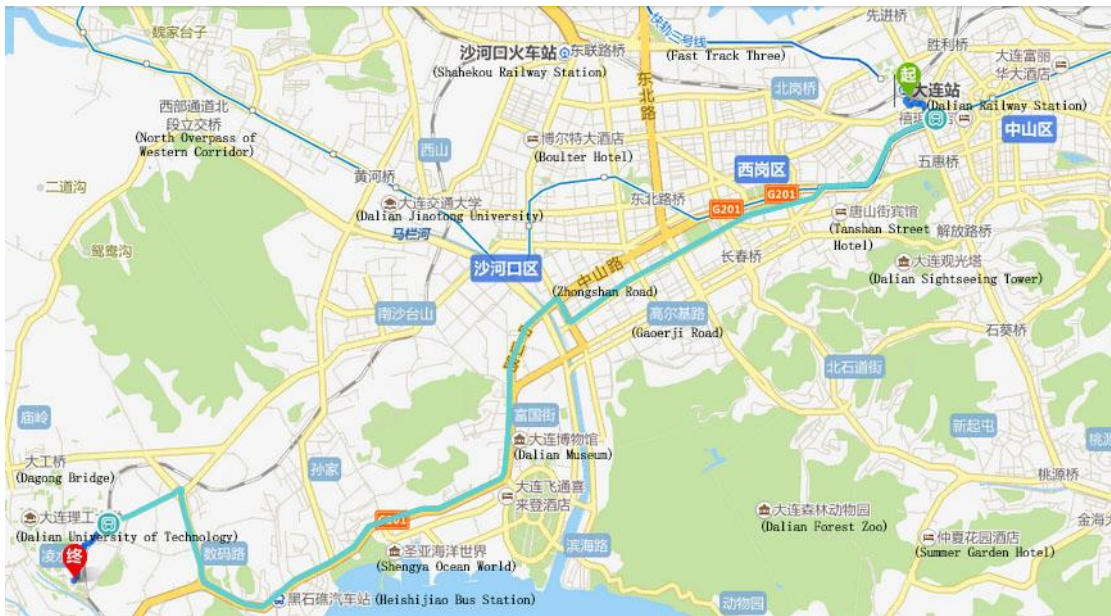 魏家台子
沙河口火车站
东联路桥
(Shahekou Railway Station)
快轨三号线
(Fast Track Three)
先进桥
胜利桥
大连富丽
华大酒店
起
大连站
(Dalian Railway Station)
北岗桥
东北路
中山区
西部通道北
段立交桥
(North Overpass of
Western Corridor)
西山
博尔特大酒店
(Boulter Hotel)
五惠桥
西岗区
G201
G201
二道沟
黄河桥
大连交通大学
(Dalian Jiaotong University)
东北路桥
唐山街宾馆
(Tanshan Street
Hotel)
解放路桥
马栏河
鸳鸯沟
沙河口区
中山路
(Zhongshan Road)
长春桥
大连观光塔
(Dalian Sightseeing Tower)
南沙台山
高尔基路
(Gaoerji Road)
石葵桥
北石道街
庙岭
富国街
新起屯
桃源
大工桥
(Dagong Bridge)
孙家
大连博物馆
(Dalian Museum)
桃源桥
大连飞通喜
来登酒店
大连理工
(Dalian University of Technology)
G201
大连森林动物园
(Dalian Forest Zoo)
金海
凌水
终
数码路
圣亚海洋世界
(Shengya Ocean World)
滨海路
仲夏花园酒店
(Summer Garden Hotel)
黑石礁汽车站
(Heishijiao Bus Station)
动物园